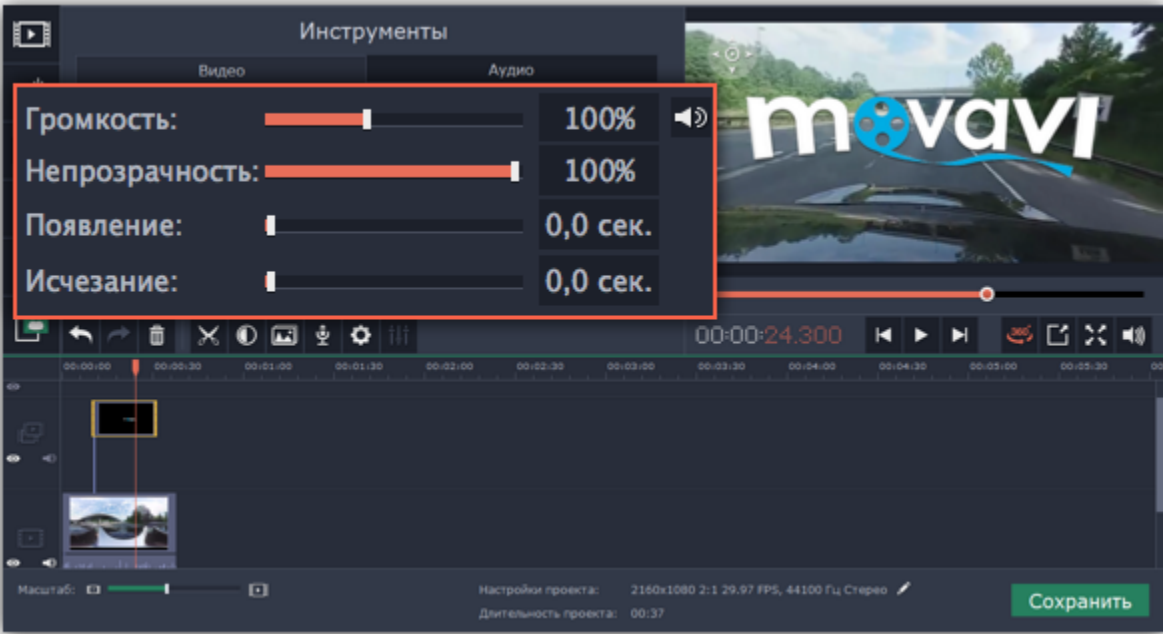 Инструменты
Видео Аудио
Громкость: 100%
Непрозрачность: 100%
Появление: 0,0 сек.
Исчезание: 0,0 сек.
movavi
00:00:24.300 360°
00:00:00 00:00:30 00:01:00 00:01:30 00:02:00 00:02:30 00:03:00 00:03:30 00:04:00 00:04:30 00:05:00 00:05:30 00
Масштаб: Настройки проекта: 2160x1080 2:1 29.97 FPS, 44100 Гц Стерео
Длительность проекта: 00:37
Сохранить